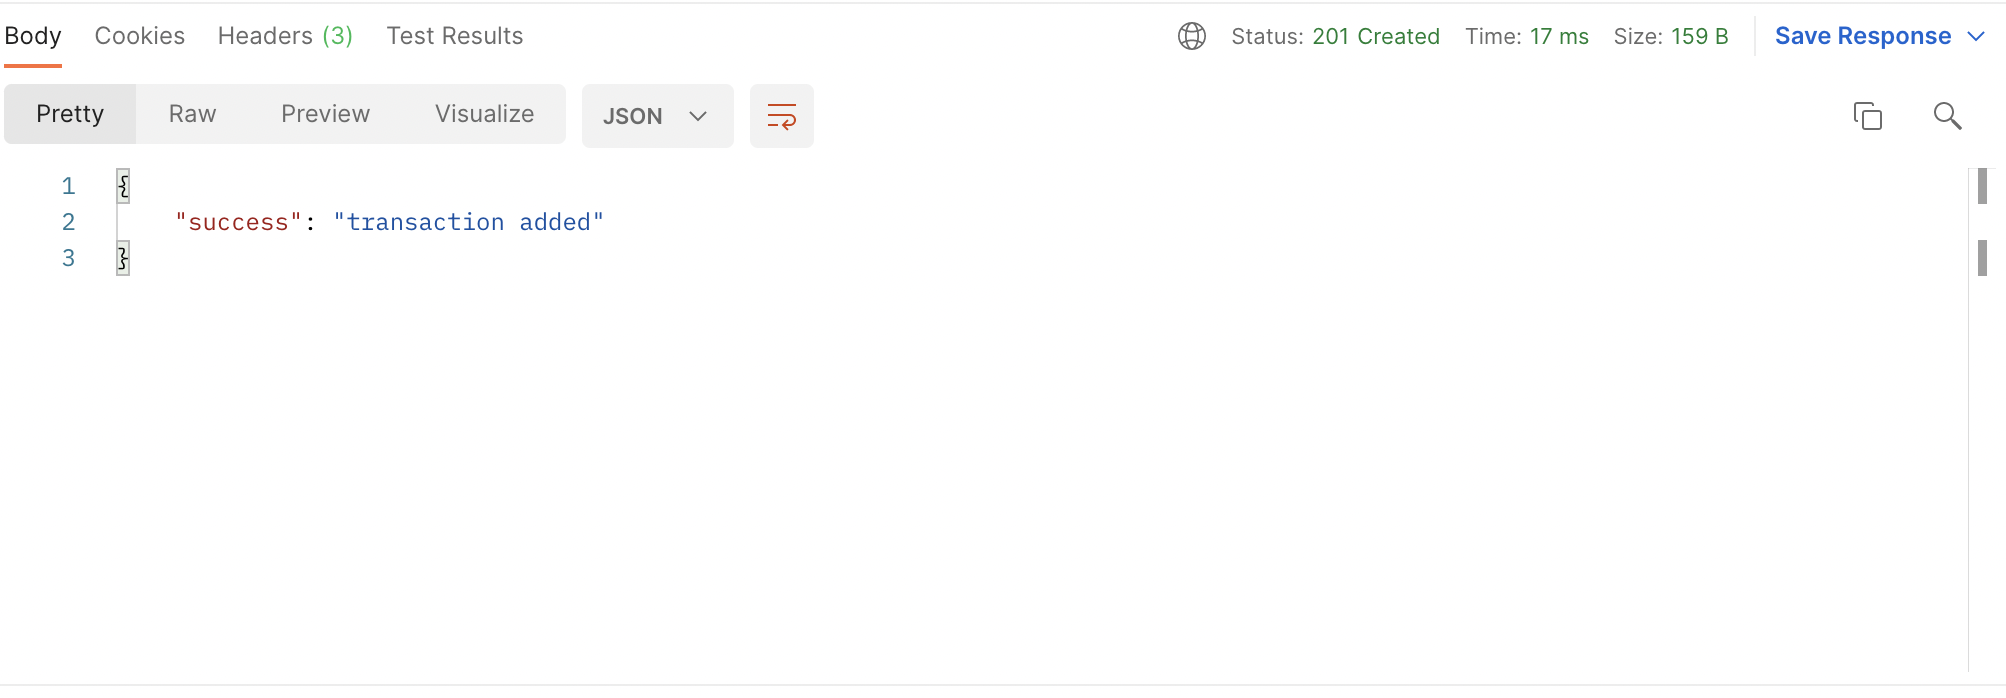 Body Cookies Headers (3) Test Results Status: 201 Created Time: 17 ms Size: 159 B Save Response
Pretty Raw Preview Visualize JSON
1 {
2 "success": "transaction added"
3 }